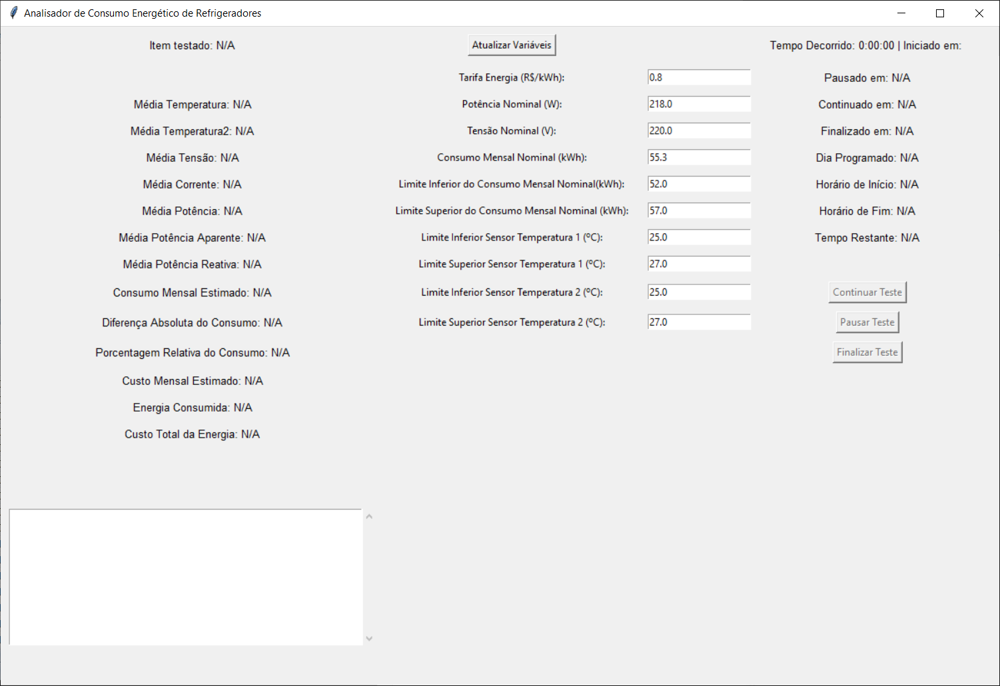 Analisador de Consumo Energético de Refrigeradores
Item testado: N/A
Atualizar Variáveis
Tempo Decorrido: 0:00:00 | Iniciado em:
Tarifa Energia (R$/kWh):
0.8
Pausado em: N/A
Média Temperatura: N/A
Potência Nominal (W):
218.0
Continuado em: N/A
Média Temperatura2: N/A
Tensão Nominal (V):
220.0
Finalizado em: N/A
Média Tensão: N/A
Consumo Mensal Nominal (kWh):
55.3
Dia Programado: N/A
Média Corrente: N/A
Limite Inferior do Consumo Mensal Nominal(kWh):
52.0
Horário de Início: N/A
Média Potência: N/A
Limite Superior do Consumo Mensal Nominal (kWh):
57.0
Horário de Fim: N/A
Média Potência Aparente: N/A
Limite Inferior Sensor Temperatura 1 (ºC):
25.0
Tempo Restante: N/A
Média Potência Reativa: N/A
Limite Superior Sensor Temperatura 1 (ºC):
27.0
Consumo Mensal Estimado: N/A
Limite Inferior Sensor Temperatura 2 (ºC):
25.0
Continuar Teste
Diferença Absoluta do Consumo: N/A
Limite Superior Sensor Temperatura 2 (ºC):
27.0
Pausar Teste
Porcentagem Relativa do Consumo: N/A
Finalizar Teste
Custo Mensal Estimado: N/A
Energia Consumida: N/A
Custo Total da Energia: N/A